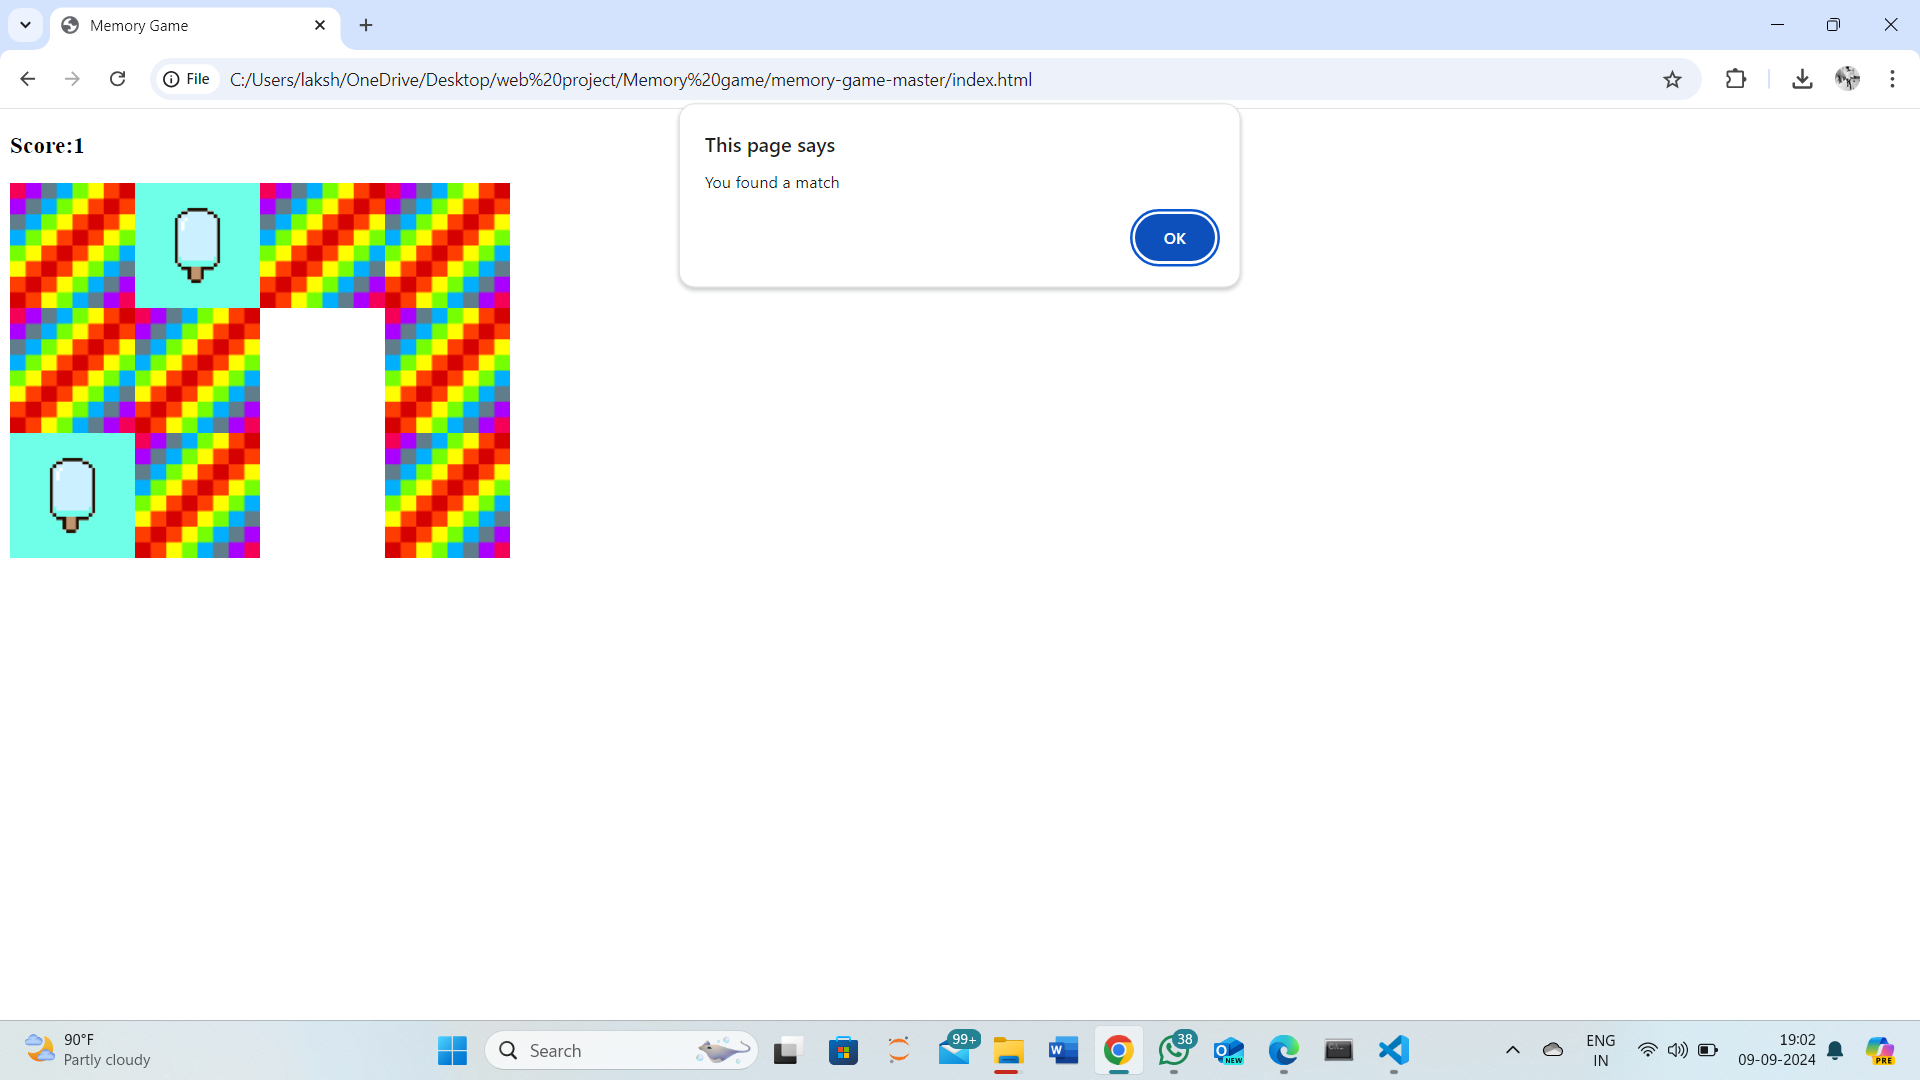 Memory Game
File
C:/Users/laksh/OneDrive/Desktop/web%20project/Memory%20game/memory-game-master/index.html
Score:1
This page says
You found a match
OK
90°F
Partly cloudy
Search
99+
38
NEW
ENG
IN
19:02
09-09-2024
PRE